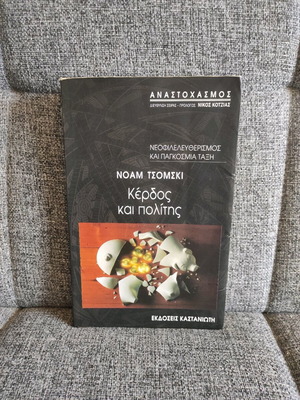 ΑΝΑΣΤΟΧΑΣΜΟΣ
ΔΙΕΥΘΥΝΣΗ ΣΕΙΡΑΣ - ΠΡΟΛΟΓΟΣ ΝΙΚΟΣ ΚΟΤΖΙΑΣ
ΝΕΟΦΙΛΕΛΕΥΘΕΡΙΣΜΟΣ
ΚΑΙ ΠΑΓΚΟΣΜΙΑ ΤΑΞΗ
ΝΟΑΜ ΤΣΟΜΣΚΙ
Κέρδος
και πολίτης
ΕΚΔΟΣΕΙΣ ΚΑΣΤΑΝΙΩΤΗ